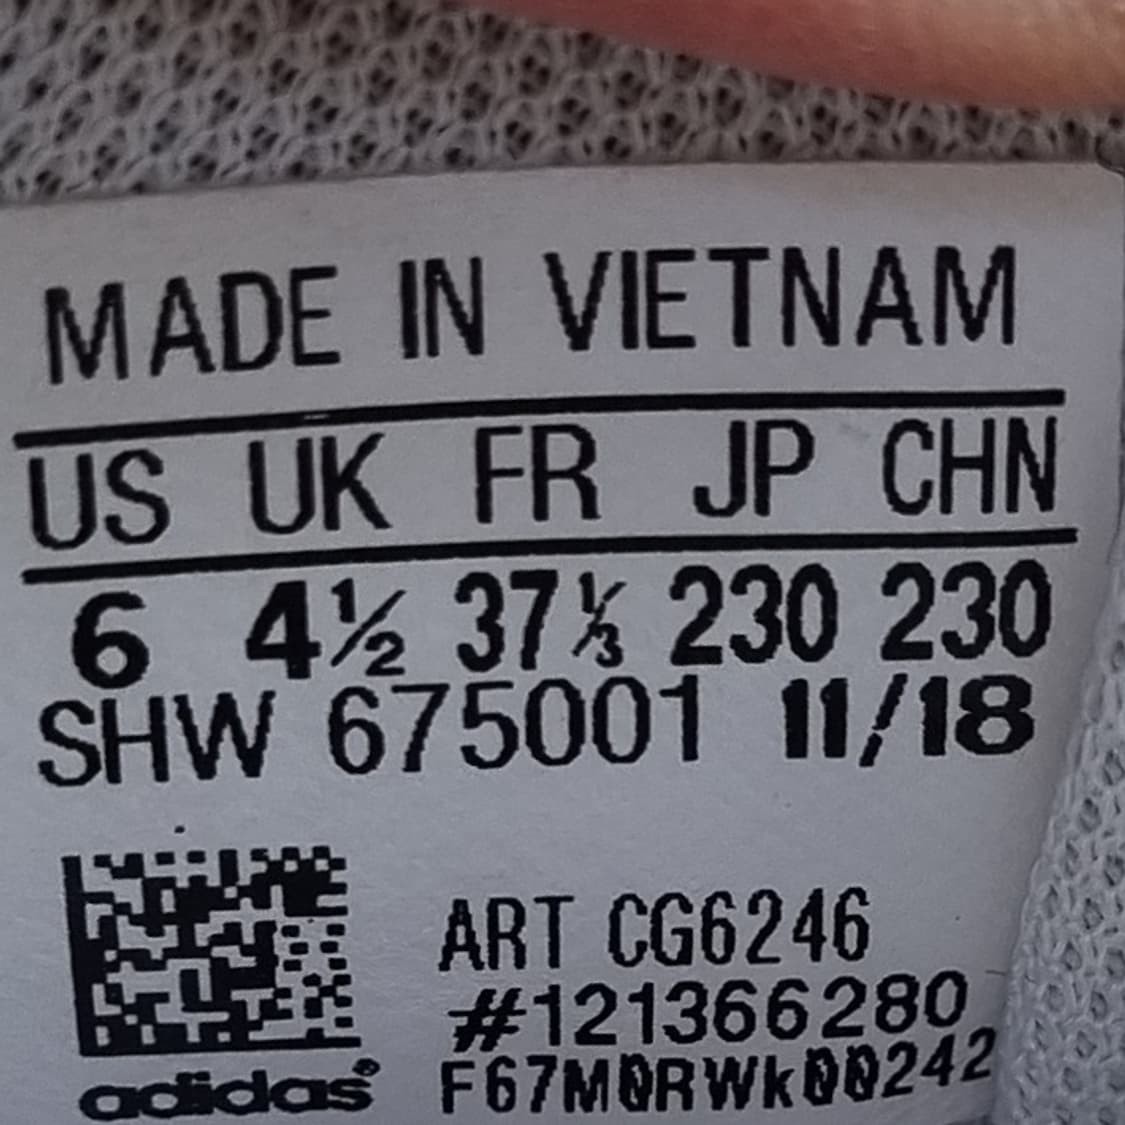 MADE IN VIETNAM
US UK FR JP CHN
6 4½ 37⅓ 230 230
SHW 675001 11/18
ART CG6246
#121366280
F67M0RWk00242
adidas®